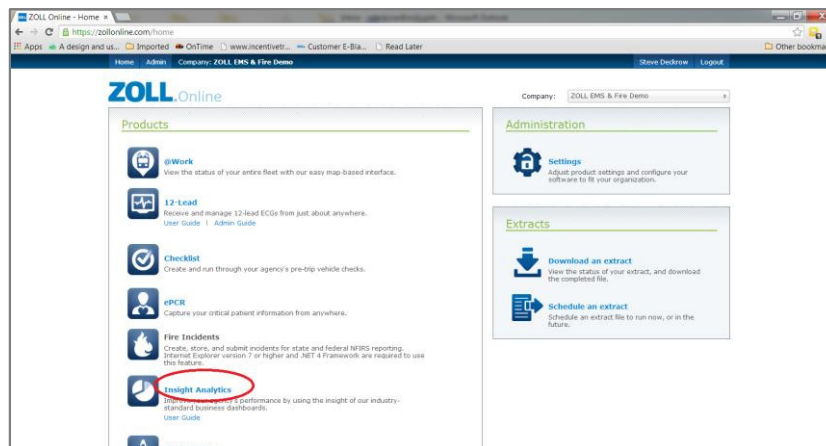 ZOLL Online - Home
https://zollonline.com/home
Apps A design and us... Imported OnTime www.incentivetr... Customer E-Bla... Read Later Other bookma
Home Admin Company: ZOLL EMS & Fire Demo Steve Deckrow Logout
ZOLL.Online
Company: ZOLL EMS & Fire Demo
Products
@Work
View the status of your entire fleet with our easy map-based interface.
12-Lead
Receive and manage 12-lead ECGs from just about anywhere.
User Guide | Admin Guide
Checklist
Create and run through your agency's pre-trip vehicle checks.
ePCR
Capture your critical patient information from anywhere.
Fire Incidents
Create, store, and submit incidents for state and federal NFIRS reporting.
Internet Explorer version 7 or higher and .NET 4 Framework are required to use
this feature.
Insight Analytics
Improve your agency's performance by using the insight of our industry-
standard business dashboards.
User Guide
Administration
Settings
Adjust product settings and configure your
software to fit your organization.
Extracts
Download an extract
View the status of your extract, and download
the completed file.
Schedule an extract
Schedule an extract file to run now, or in the
future.